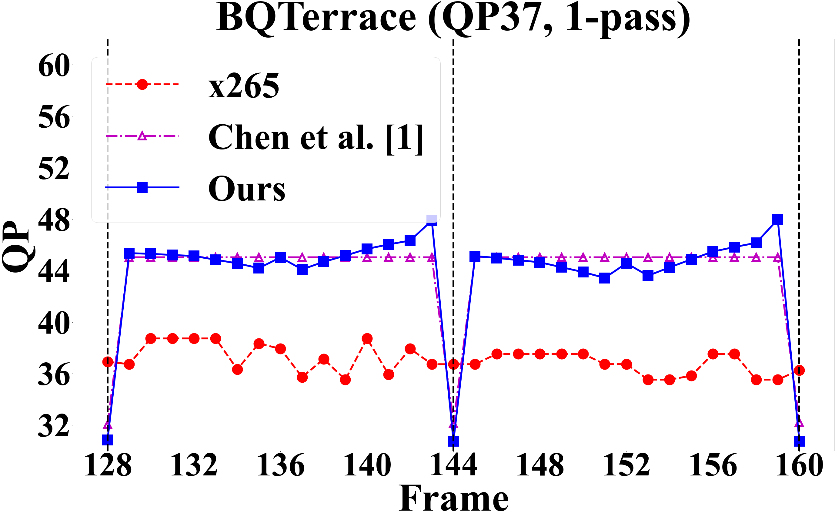 BQTerrace (QP37, 1-pass)
60
56
52
48
44
40
36
32
QP
x265
Chen et al. [1]
Ours
128 132 136 140 144 148 152 156 160
Frame